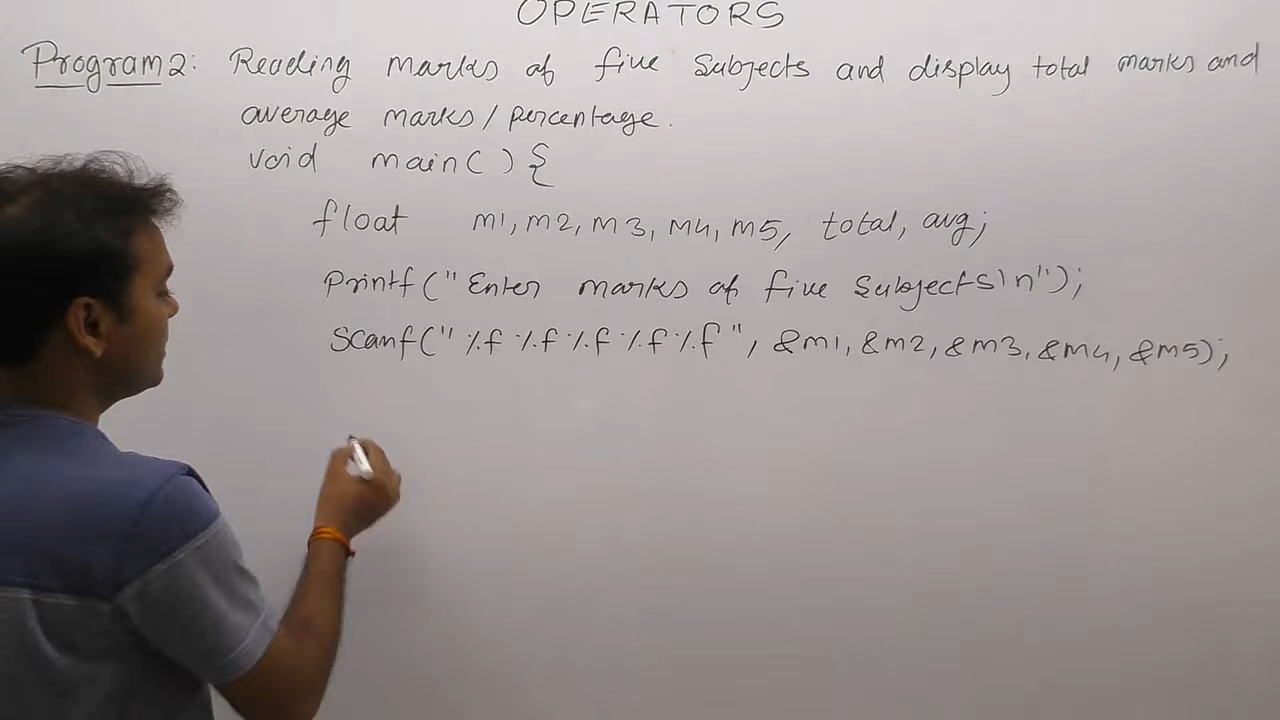 OPERATORS
Program2: Reading marks of five Subjects and display total marks and
average marks/percentage.
void main() {
float m1, m2, m3, m4, m5, total, avg;
Printf("Enter marks of five Subjects\n");
Scanf("%f %f %f %f %f", &m1, &m2, &m3, &m4, &m5);